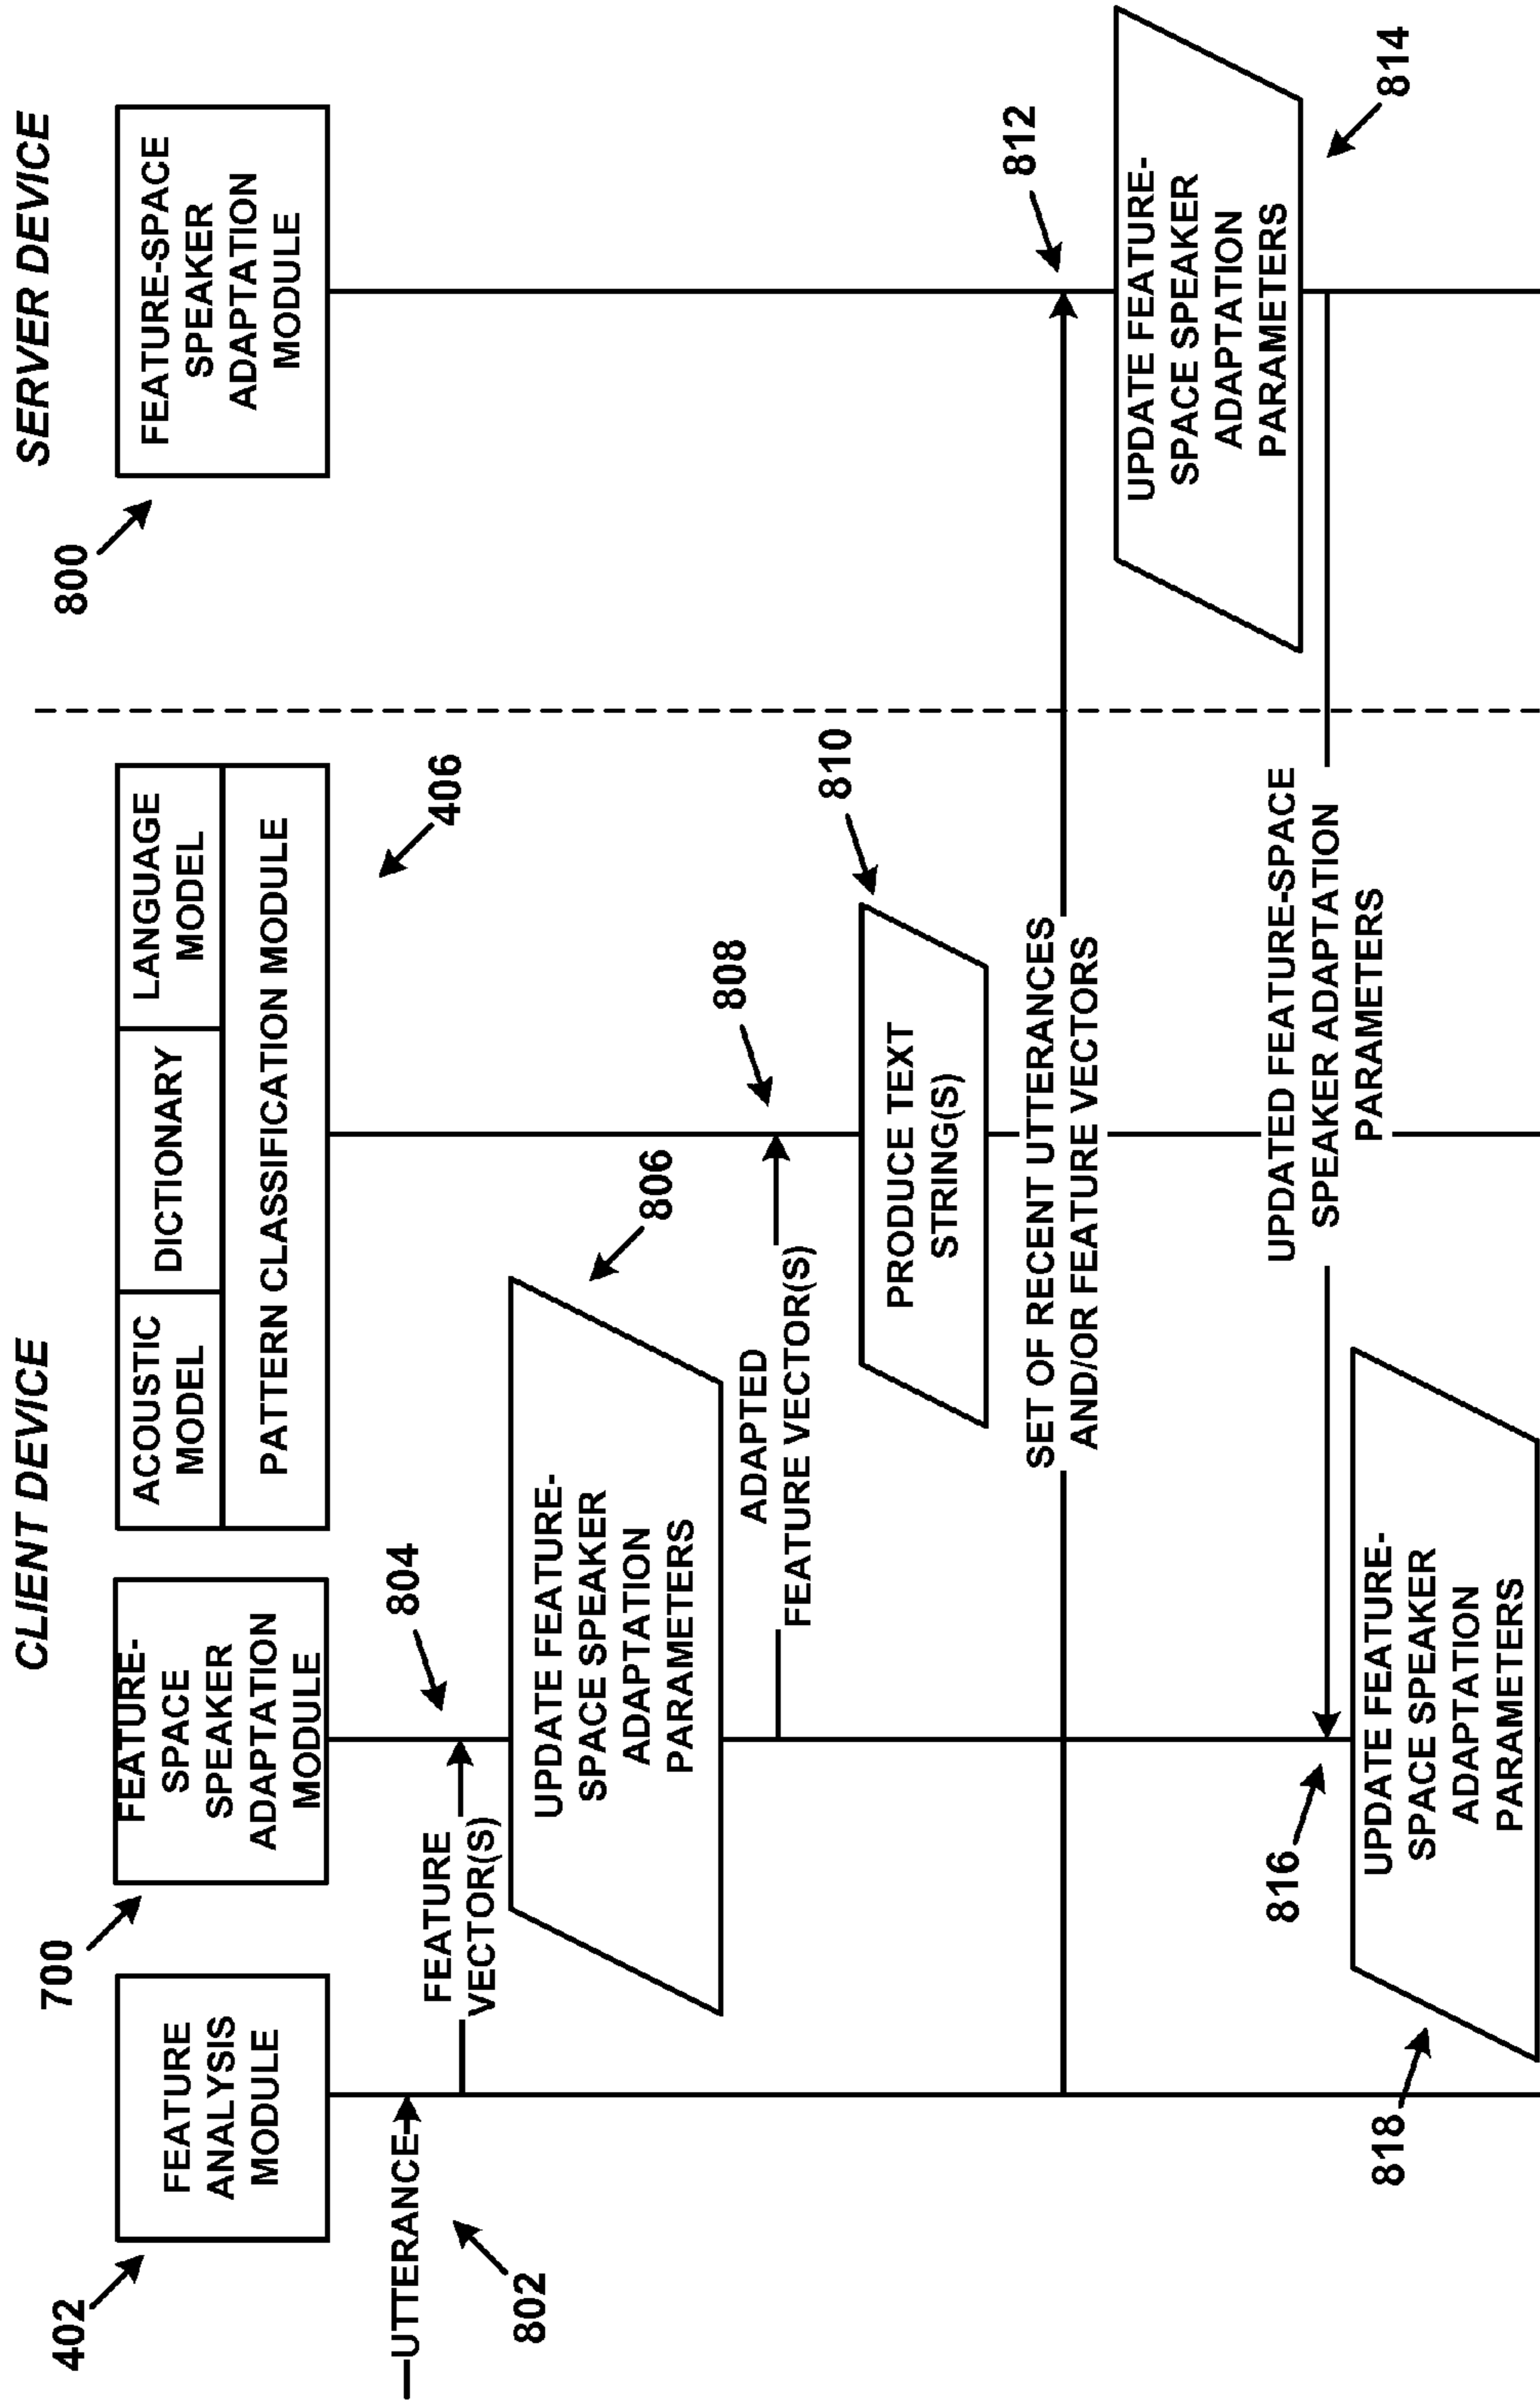 CLIENT DEVICE
SERVER DEVICE
402
FEATURE
ANALYSIS
MODULE
700
FEATURE-
SPACE
SPEAKER
ADAPTATION
MODULE
ACOUSTIC
MODEL
DICTIONARY
LANGUAGE
MODEL
PATTERN CLASSIFICATION MODULE
406
800
FEATURE-SPACE
SPEAKER
ADAPTATION
MODULE
UTTERANCE
802
FEATURE
VECTOR(S)
804
UPDATE FEATURE-
SPACE SPEAKER
ADAPTATION
PARAMETERS
806
ADAPTED
FEATURE VECTOR(S)
808
PRODUCE TEXT
STRING(S)
810
SET OF RECENT UTTERANCES
AND/OR FEATURE VECTORS
812
UPDATE FEATURE-
SPACE SPEAKER
ADAPTATION
PARAMETERS
814
UPDATED FEATURE-SPACE
SPEAKER ADAPTATION
PARAMETERS
816
UPDATE FEATURE-
SPACE SPEAKER
ADAPTATION
PARAMETERS
818